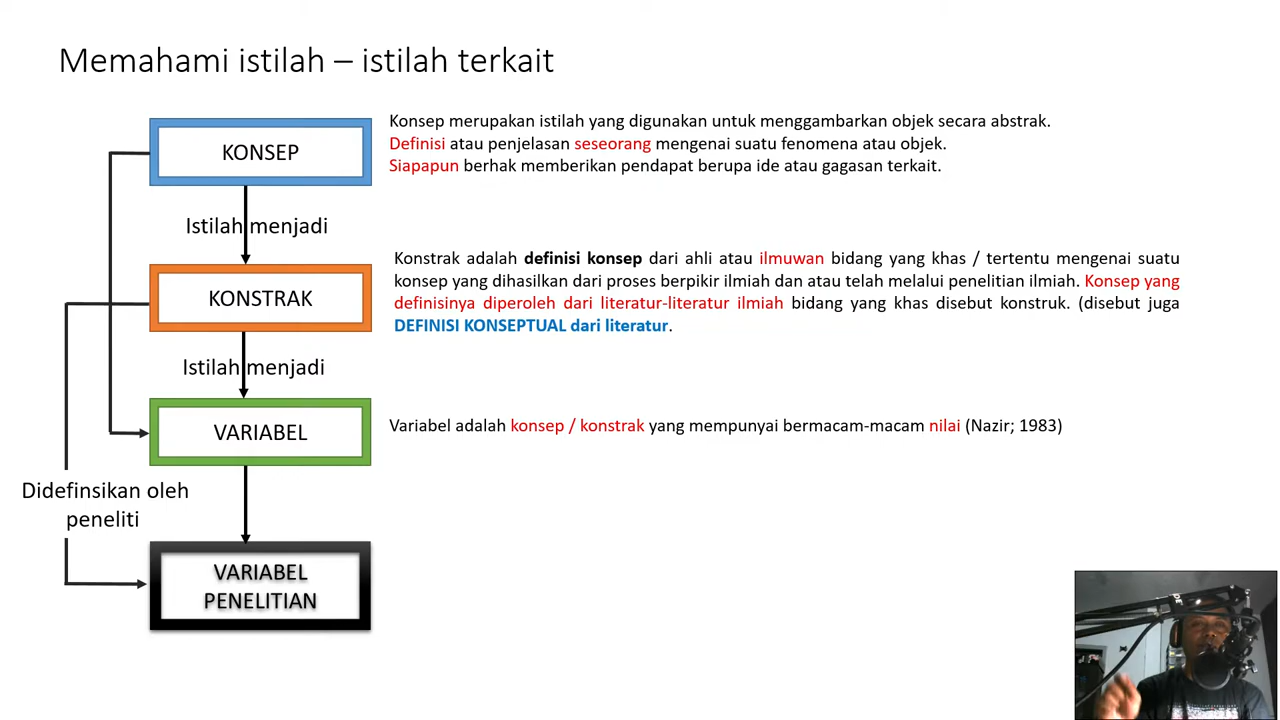 Memahami istilah – istilah terkait
KONSEP
Konsep merupakan istilah yang digunakan untuk menggambarkan objek secara abstrak.
Definisi atau penjelasan seseorang mengenai suatu fenomena atau objek.
Siapapun berhak memberikan pendapat berupa ide atau gagasan terkait.
Istilah menjadi
KONSTRAK
Konstrak adalah definisi konsep dari ahli atau ilmuwan bidang yang khas / tertentu mengenai suatu
konsep yang dihasilkan dari proses berpikir ilmiah dan atau telah melalui penelitian ilmiah. Konsep yang
definisinya diperoleh dari literatur-literatur ilmiah bidang yang khas disebut konstruk. (disebut juga
DEFINISI KONSEPTUAL dari literatur.
Istilah menjadi
VARIABEL
Variabel adalah konsep / konstrak yang mempunyai bermacam-macam nilai (Nazir; 1983)
Didefinsikan oleh
peneliti
VARIABEL
PENELITIAN